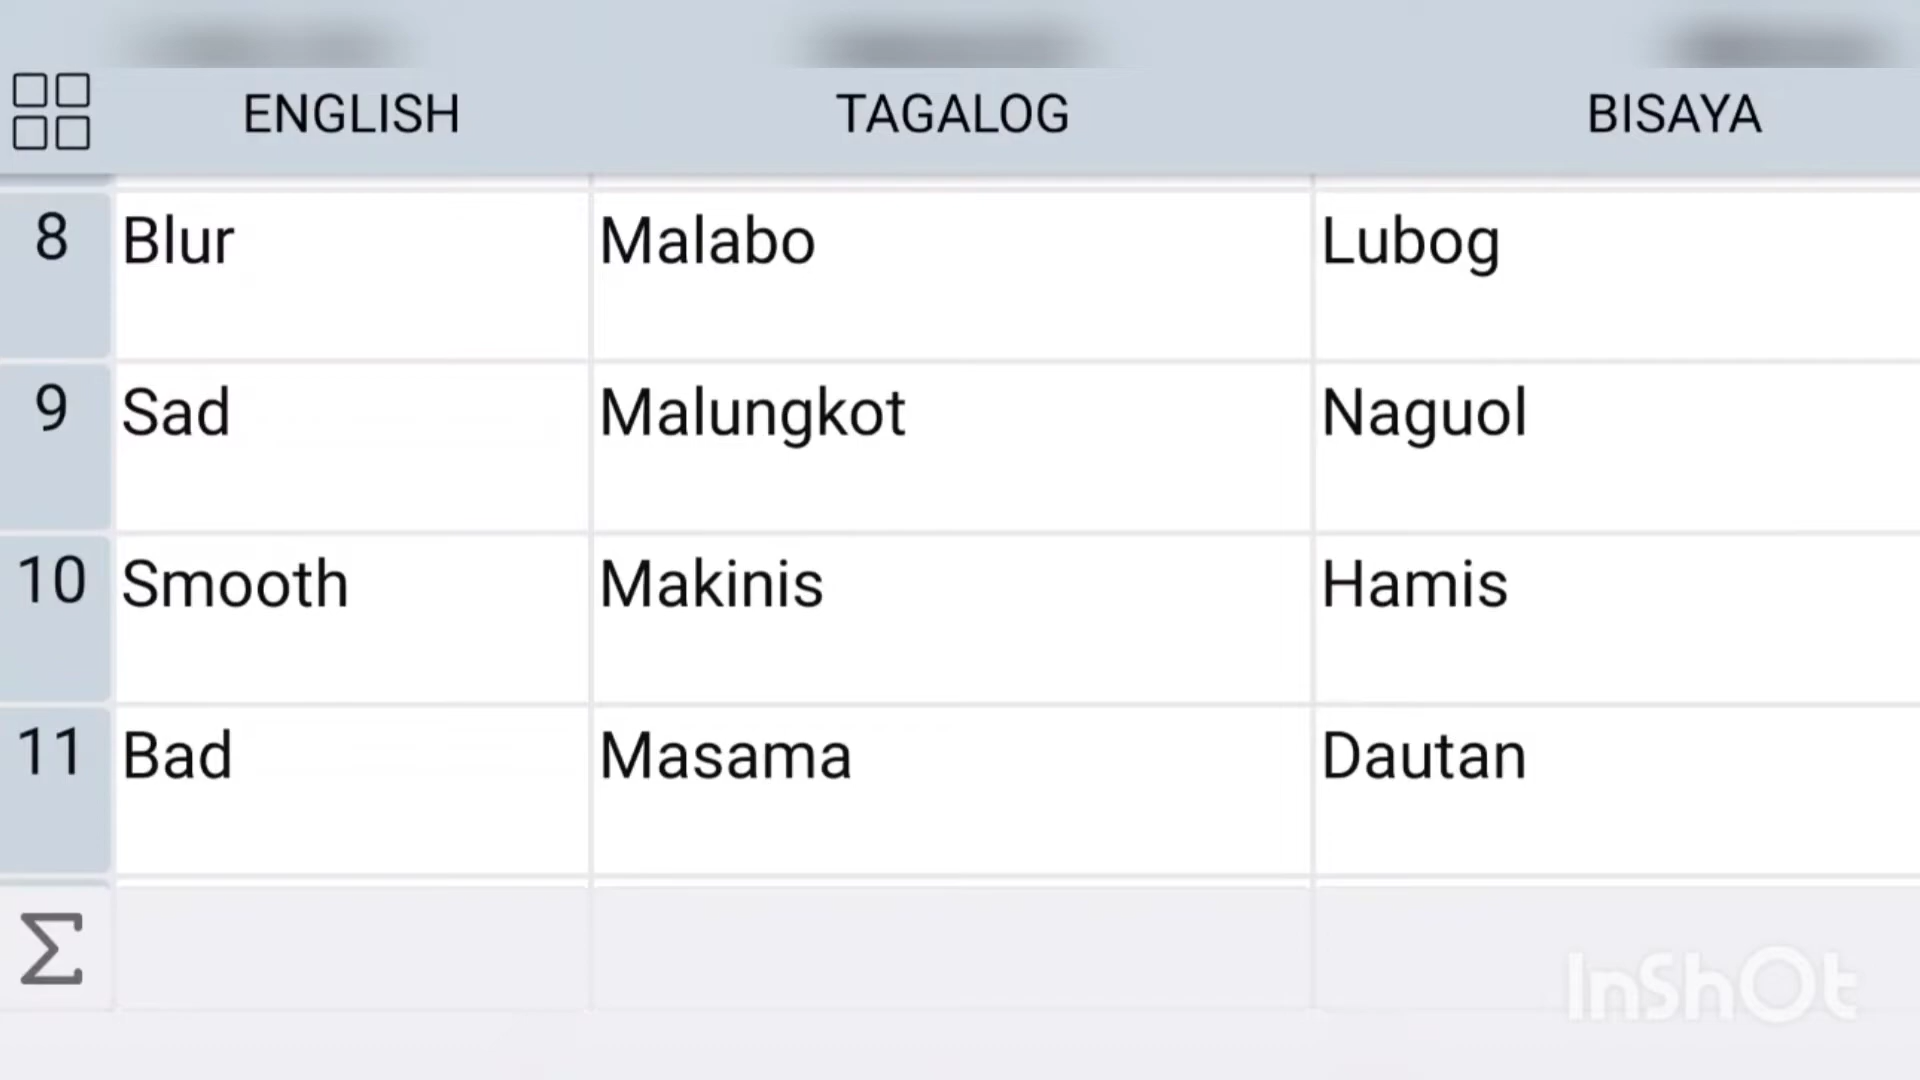 ENGLISH TAGALOG BISAYA
8 Blur Malabo Lubog
9 Sad Malungkot Naguol
10 Smooth Makinis Hamis
11 Bad Masama Dautan
Σ
InShOt